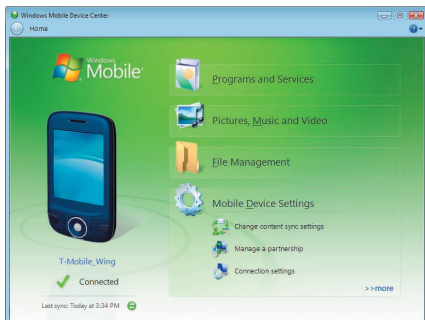 Windows Mobile Device Center
Home
Windows
Mobile
Programs and Services
Pictures, Music and Video
File Management
Mobile Device Settings
Change content sync settings
Manage a partnership
Connection settings
>>more
T-Mobile_Wing
Connected
Last sync: Today at 3:34 PM